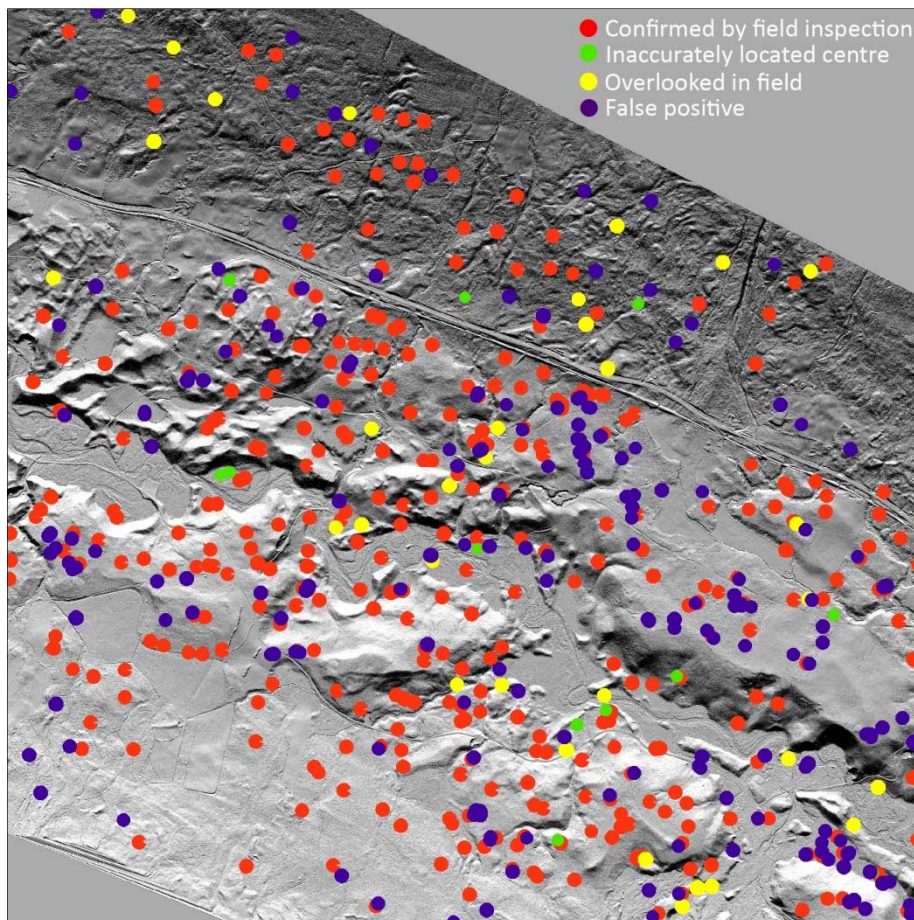 Confirmed by field inspection
Inaccurately located centre
Overlooked in field
False positive